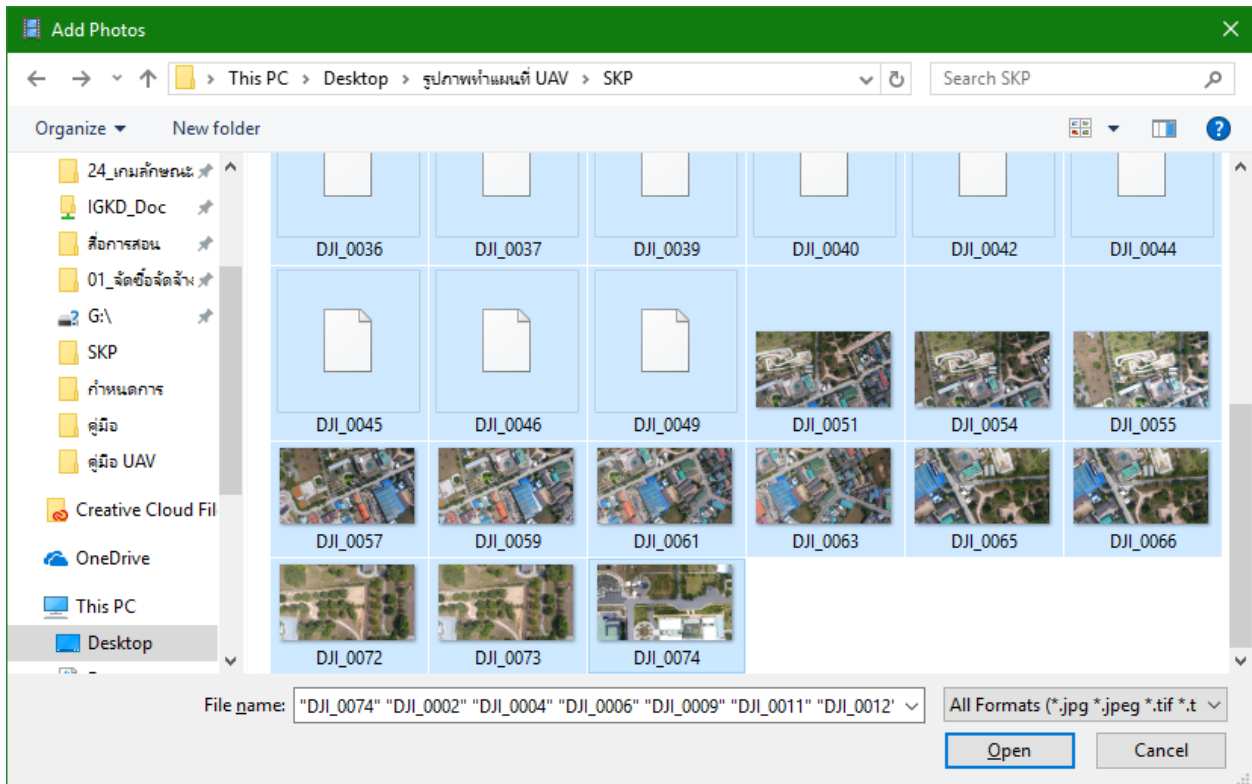 Add Photos
This PC > Desktop > รูปภาพทำแผนที่ UAV > SKP
Search SKP
Organize
New folder
24_เกมลักษณะ
IGKD_Doc
สื่อการสอน
01_จัดซื้อจัดจ้าง
G:\
SKP
กำหนดการ
คู่มือ
คู่มือ UAV
Creative Cloud Fil
OneDrive
This PC
Desktop
DJI_0036 DJI_0037 DJI_0039 DJI_0040 DJI_0042 DJI_0044
DJI_0045 DJI_0046 DJI_0049 DJI_0051 DJI_0054 DJI_0055
DJI_0057 DJI_0059 DJI_0061 DJI_0063 DJI_0065 DJI_0066
DJI_0072 DJI_0073 DJI_0074
File name: "DJI_0074" "DJI_0002" "DJI_0004" "DJI_0006" "DJI_0009" "DJI_0011" "DJI_0012"
All Formats (*.jpg *.jpeg *.tif *.t
Open
Cancel